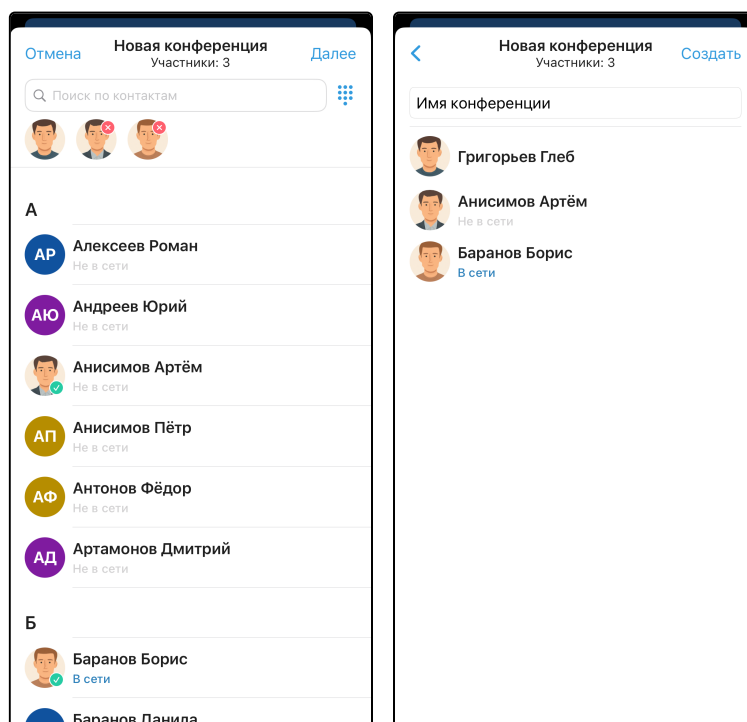 Отмена
Новая конференция
Далее
Участники: 3
Поиск по контактам
А
АР
Алексеев Роман
Не в сети
АЮ
Андреев Юрий
Не в сети
Анисимов Артём
Не в сети
АП
Анисимов Пётр
Не в сети
АФ
Антонов Фёдор
Не в сети
АД
Артамонов Дмитрий
Не в сети
Б
Баранов Борис
В сети
Баранов Данила
Новая конференция
Создать
Участники: 3
Имя конференции
Григорьев Глеб
Анисимов Артём
Не в сети
Баранов Борис
В сети